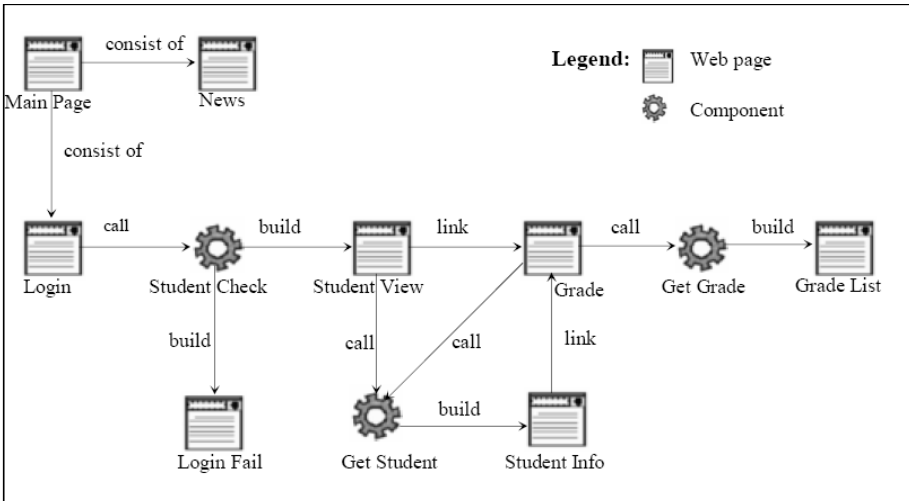 consist of
Legend:
Web page
Main Page
News
Component
consist of
call
build
link
call
build
Login
Student Check
Student View
Grade
Get Grade
Grade List
build
call
call
link
build
Login Fail
Get Student
Student Info